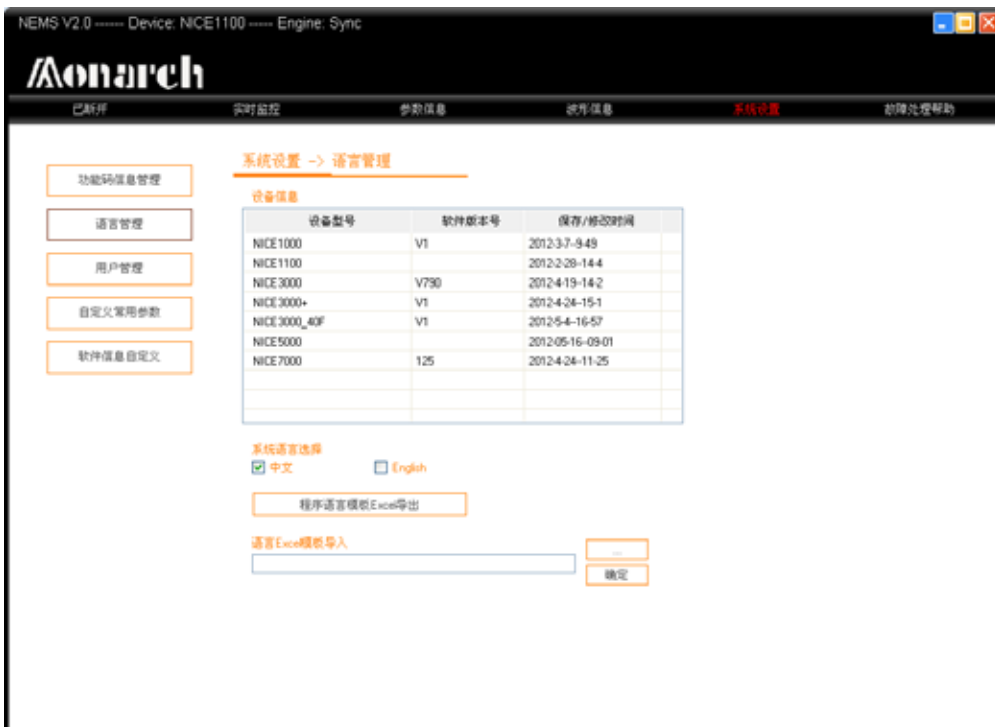 NEMS V2.0 ------ Device: NICE1100 ----- Engine: Sync
Monarch
已断开 实时监控 参数信息 波形信息 系统设置 故障处理帮助
系统设置 -> 语言管理
功能码信息管理
语言管理
用户管理
自定义常用参数
软件信息自定义
设备信息
设备型号 软件版本号 保存/修改时间
NICE1000 V1 2012-3-7--9-49
NICE1100 2012-2-28--14-4
NICE3000 V790 2012-4-19--14-2
NICE3000+ V1 2012-4-24--15-1
NICE3000_40F V1 2012-5-4--16-57
NICE5000 2012-05-16--09-01
NICE7000 125 2012-4-24--11-25
系统语言选择
中文 English
程序语言模板Excel导出
语言Excel模板导入
...
确定